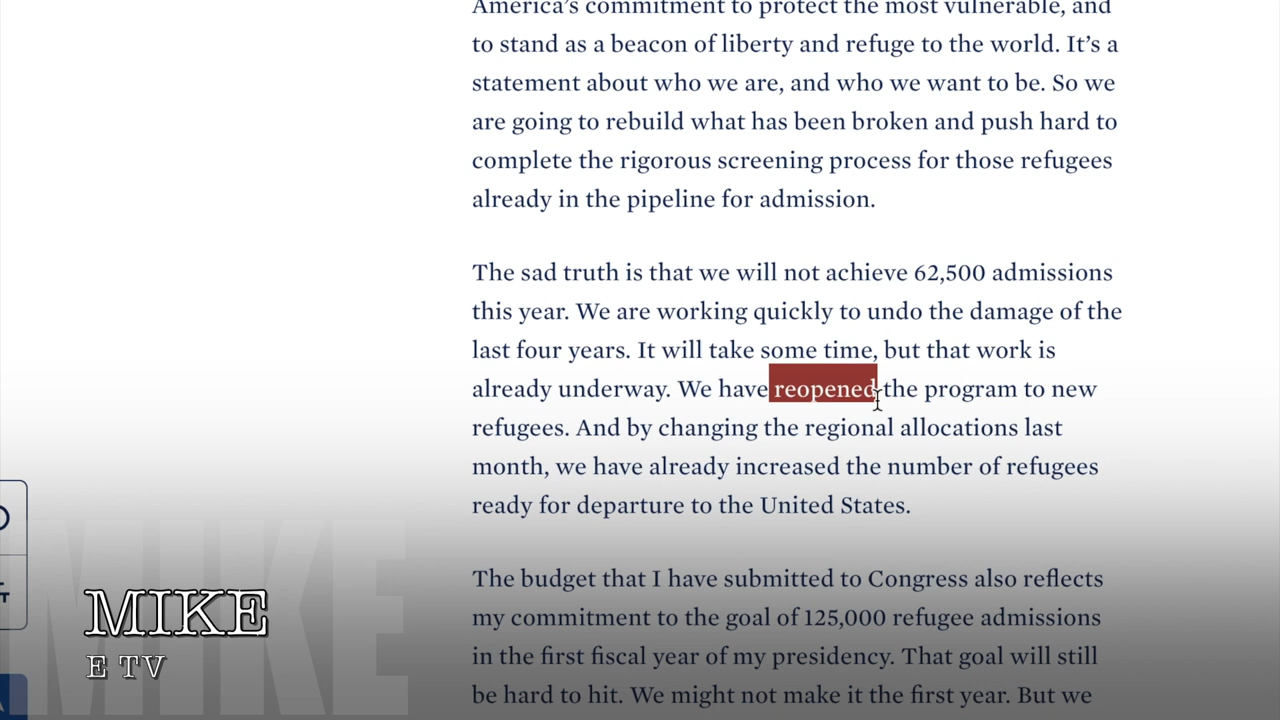 America's commitment to protect the most vulnerable, and
to stand as a beacon of liberty and refuge to the world. It's a
statement about who we are, and who we want to be. So we
are going to rebuild what has been broken and push hard to
complete the rigorous screening process for those refugees
already in the pipeline for admission.
The sad truth is that we will not achieve 62,500 admissions
this year. We are working quickly to undo the damage of the
last four years. It will take some time, but that work is
already underway. We have reopened the program to new
refugees. And by changing the regional allocations last
month, we have already increased the number of refugees
ready for departure to the United States.
The budget that I have submitted to Congress also reflects
my commitment to the goal of 125,000 refugee admissions
in the first fiscal year of my presidency. That goal will still
be hard to hit. We might not make it the first year. But we
MIKE
MIKE
E TV